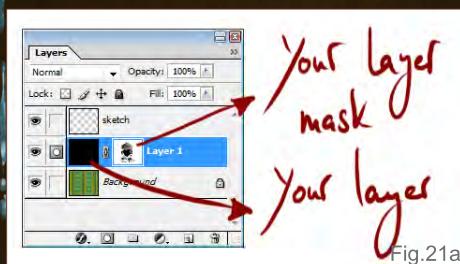 Layers
Normal Opacity: 100%
Lock: Fill: 100%
sketch
Layer 1
Background
Your layer
mask
Your layer
Fig.21a